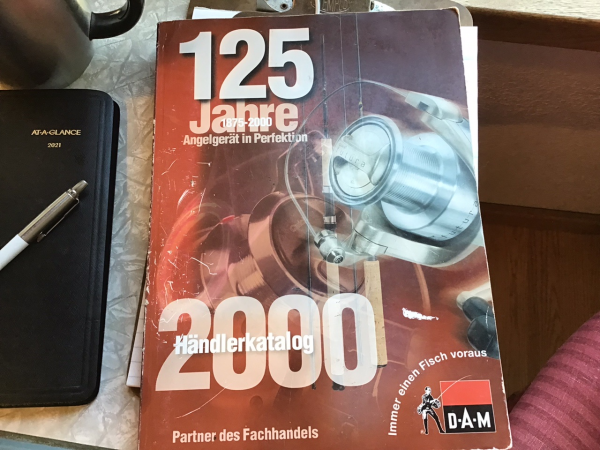 AT-A-GLANCE
2021
125
Jahre
1875-2000
Angelgerät in Perfektion
2000
Händlerkatalog
Immer einen Fisch voraus
D·A·M
Partner des Fachhandels